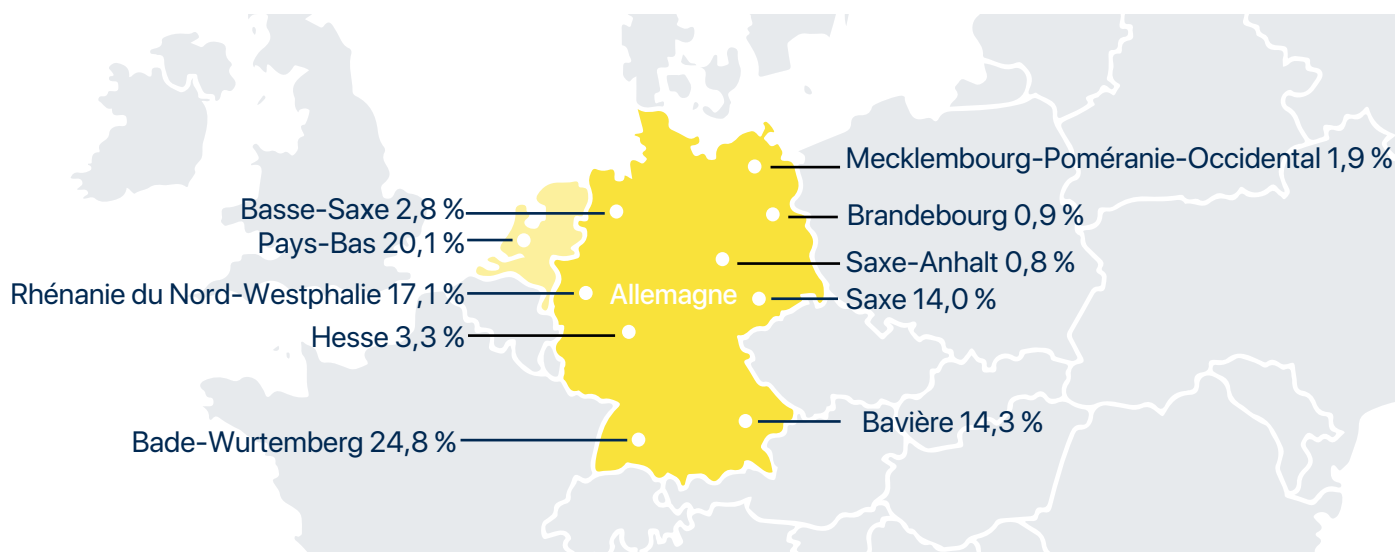 Mecklembourg-Poméranie-Occidental 1,9 %
Basse-Saxe 2,8 %
Brandebourg 0,9 %
Pays-Bas 20,1 %
Saxe-Anhalt 0,8 %
Rhénanie du Nord-Westphalie 17,1 %
Allemagne
Saxe 14,0 %
Hesse 3,3 %
Bavière 14,3 %
Bade-Wurtemberg 24,8 %